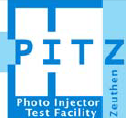 PITZ
Photo Injector
Test Facility
Zeuthen